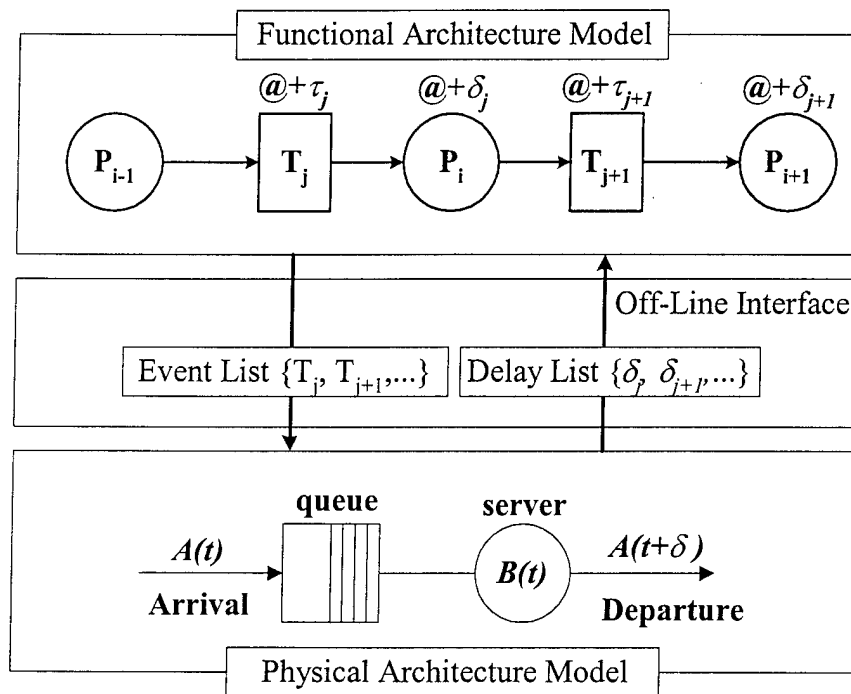 Functional Architecture Model
@+τj @+δj @+τj+1 @+δj+1
Pi-1 Tj Pi Tj+1 Pi+1
Off-Line Interface
Event List {Tj, Tj+1,...} Delay List {δj, δj+1,...}
queue server
A(t) B(t) A(t+δ)
Arrival Departure
Physical Architecture Model